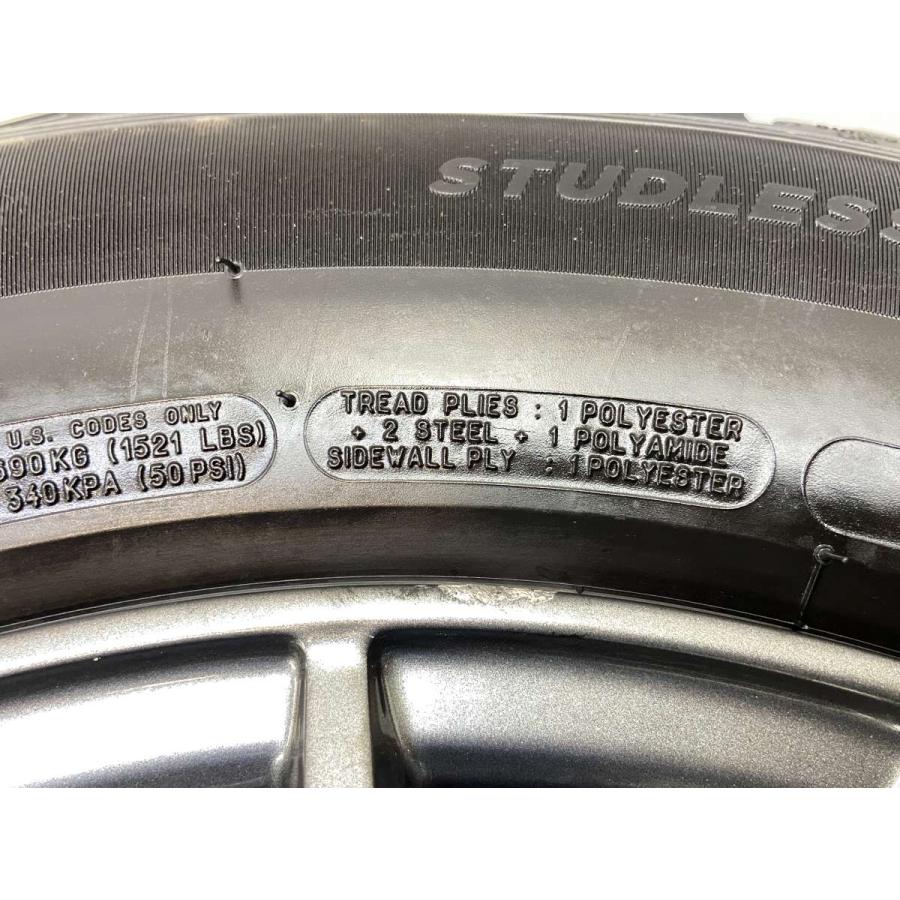 STUDLESS
U.S. CODES ONLY
690KG (1521 LBS)
340KPA (50PSI)
TREAD PLIES : 1 POLYESTER
+ 2 STEEL + 1 POLYAMIDE
SIDEWALL PLY : 1 POLYESTER